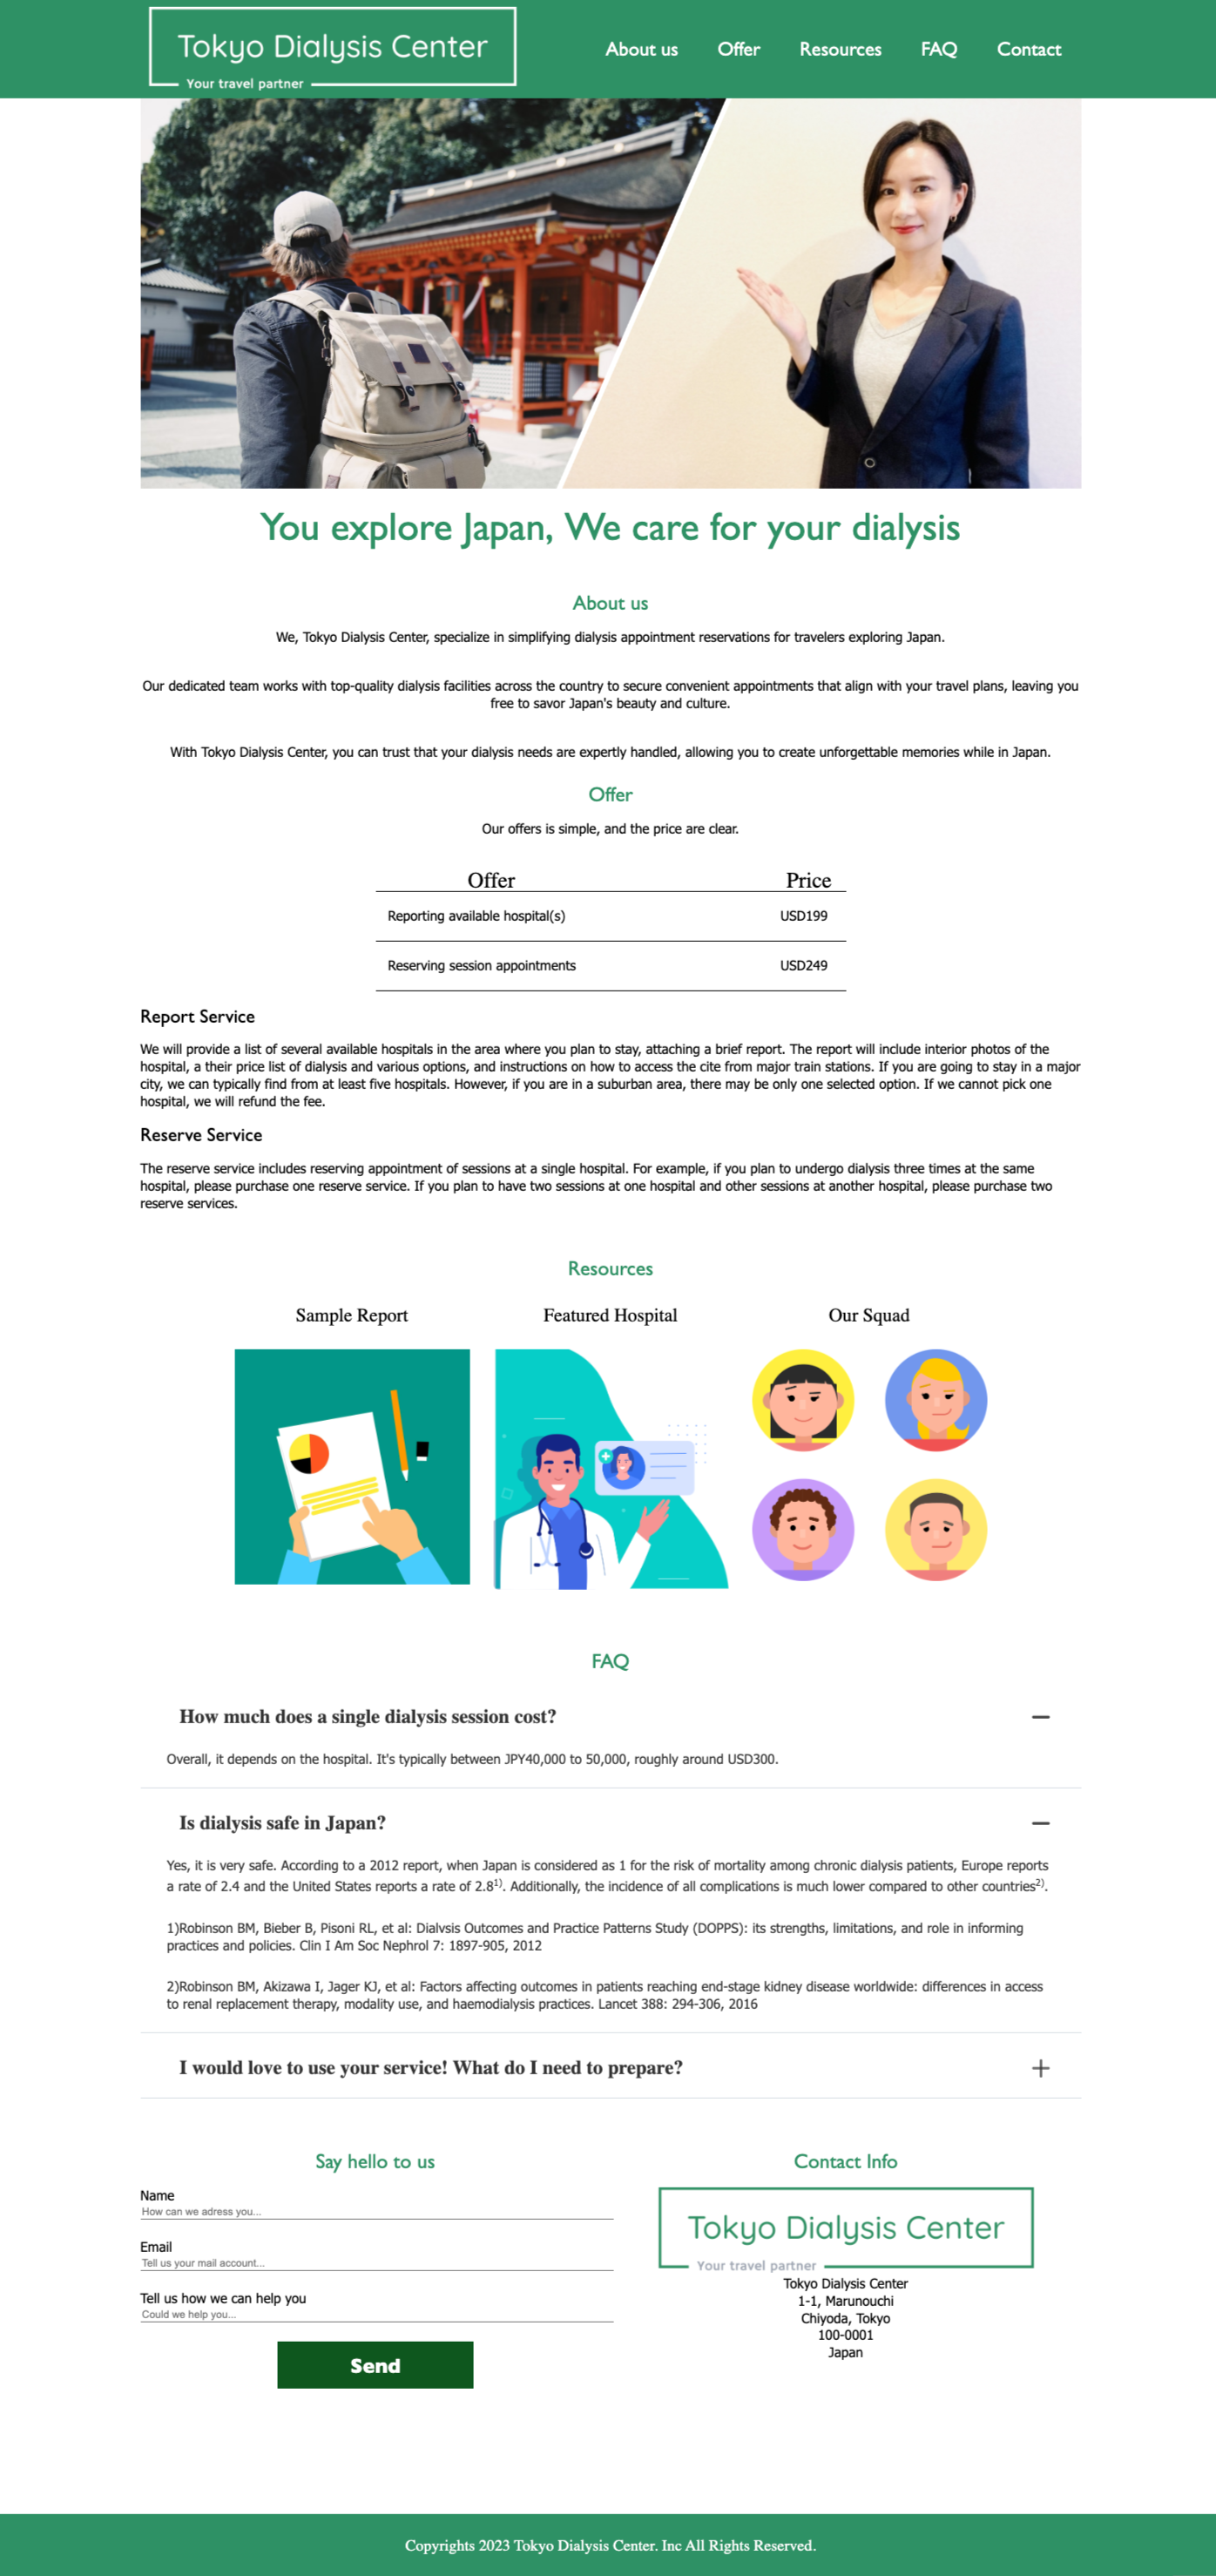 Tokyo Dialysis Center
Your travel partner
About us
Offer
Resources
FAQ
Contact
You explore Japan, We care for your dialysis
About us
We, Tokyo Dialysis Center, specialize in simplifying dialysis appointment reservations for travelers exploring Japan.
Our dedicated team works with top-quality dialysis facilities across the country to secure convenient appointments that align with your travel plans, leaving you
free to savor Japan's beauty and culture.
With Tokyo Dialysis Center, you can trust that your dialysis needs are expertly handled, allowing you to create unforgettable memories while in Japan.
Offer
Our offers is simple, and the price are clear.
Offer Price
Reporting available hospital(s) USD199
Reserving session appointments USD249
Report Service
We will provide a list of several available hospitals in the area where you plan to stay, attaching a brief report. The report will include interior photos of the
hospital, a their price list of dialysis and various options, and instructions on how to access the cite from major train stations. If you are going to stay in a major
city, we can typically find from at least five hospitals. However, if you are in a suburban area, there may be only one selected option. If we cannot pick one
hospital, we will refund the fee.
Reserve Service
The reserve service includes reserving appointment of sessions at a single hospital. For example, if you plan to undergo dialysis three times at the same
hospital, please purchase one reserve service. If you plan to have two sessions at one hospital and other sessions at another hospital, please purchase two
reserve services.
Resources
Sample Report
Featured Hospital
Our Squad
FAQ
How much does a single dialysis session cost?
Overall, it depends on the hospital. It's typically between JPY40,000 to 50,000, roughly around USD300.
Is dialysis safe in Japan?
Yes, it is very safe. According to a 2012 report, when Japan is considered as 1 for the risk of mortality among chronic dialysis patients, Europe reports
a rate of 2.4 and the United States reports a rate of 2.81). Additionally, the incidence of all complications is much lower compared to other countries2).
1)Robinson BM, Bieber B, Pisoni RL, et al: Dialvsis Outcomes and Practice Patterns Study (DOPPS): its strengths, limitations, and role in informing
practices and policies. Clin I Am Soc Nephrol 7: 1897-905, 2012
2)Robinson BM, Akizawa I, Jager KJ, et al: Factors affecting outcomes in patients reaching end-stage kidney disease worldwide: differences in access
to renal replacement therapy, modality use, and haemodialysis practices. Lancet 388: 294-306, 2016
I would love to use your service! What do I need to prepare?
Say hello to us
Name
How can we adress you...
Email
Tell us your mail account...
Tell us how we can help you
Could we help you...
Send
Contact Info
Tokyo Dialysis Center
Your travel partner
Tokyo Dialysis Center
1-1, Marunouchi
Chiyoda, Tokyo
100-0001
Japan
Copyrights 2023 Tokyo Dialysis Center. Inc All Rights Reserved.